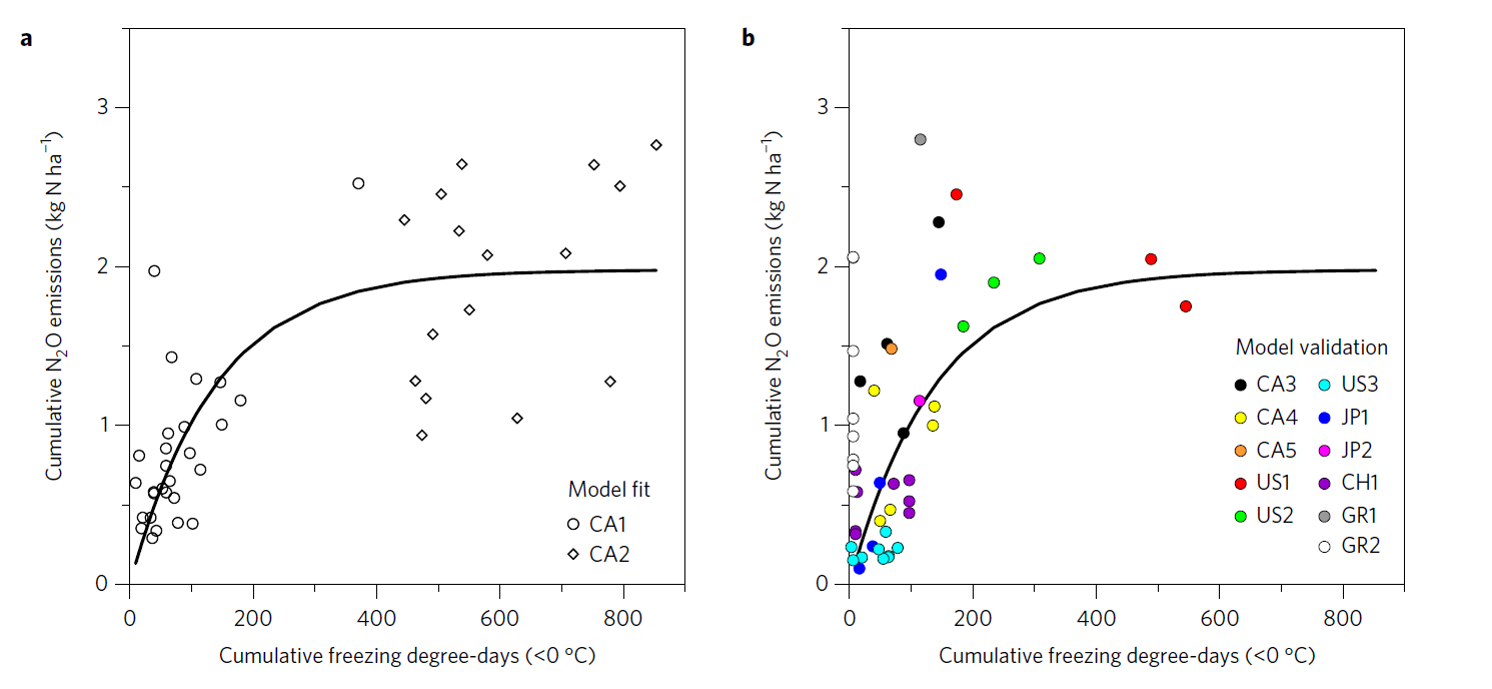 a
Cumulative N₂O emissions (kg N ha⁻¹)
3
2
1
0
0 200 400 600 800
Cumulative freezing degree-days (<0 °C)
Model fit
CA1
CA2
b
Cumulative N₂O emissions (kg N ha⁻¹)
3
2
1
0
0 200 400 600 800
Cumulative freezing degree-days (<0 °C)
Model validation
CA3 US3
CA4 JP1
CA5 JP2
US1 CH1
US2 GR1
GR2